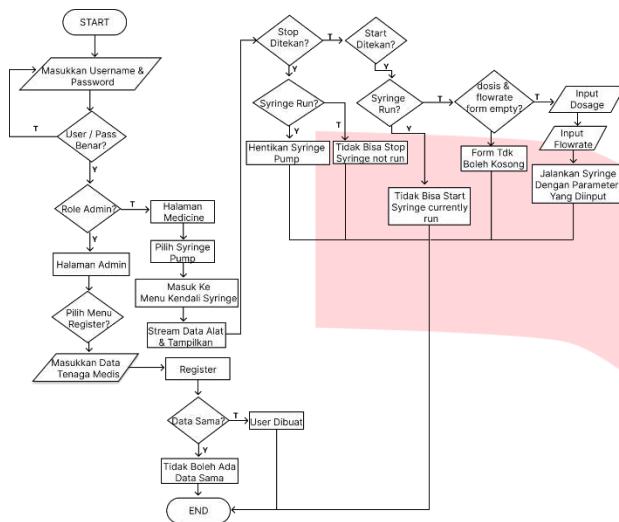 START
Masukkan Username &
Password
T
User / Pass
Benar?
Y
Role Admin?
T
Y
Halaman Admin
Pilih Menu
Register?
Masukkan Data
Tenaga Medis
Halaman
Medicine
Pilih Syringe
Pump
Masuk Ke
Menu Kendali Syringe
Stream Data Alat
& Tampilkan
Register
Data Sama?
T
User Dibuat
Y
Tidak Boleh Ada
Data Sama
END
Stop
Ditekan?
T
Y
Syringe Run?
T
Y
Hentikan Syringe
Pump
Tidak Bisa Stop
Syringe not run
Start
Ditekan?
Y
Syringe
Run?
T
Y
Tidak Bisa Start
Syringe currently
run
dosis &
flowrate
form empty?
T
Y
Form Tdk
Boleh Kosong
Input
Dosage
Input
Flowrate
Jalankan Syringe
Dengan Parameter
Yang Diinput